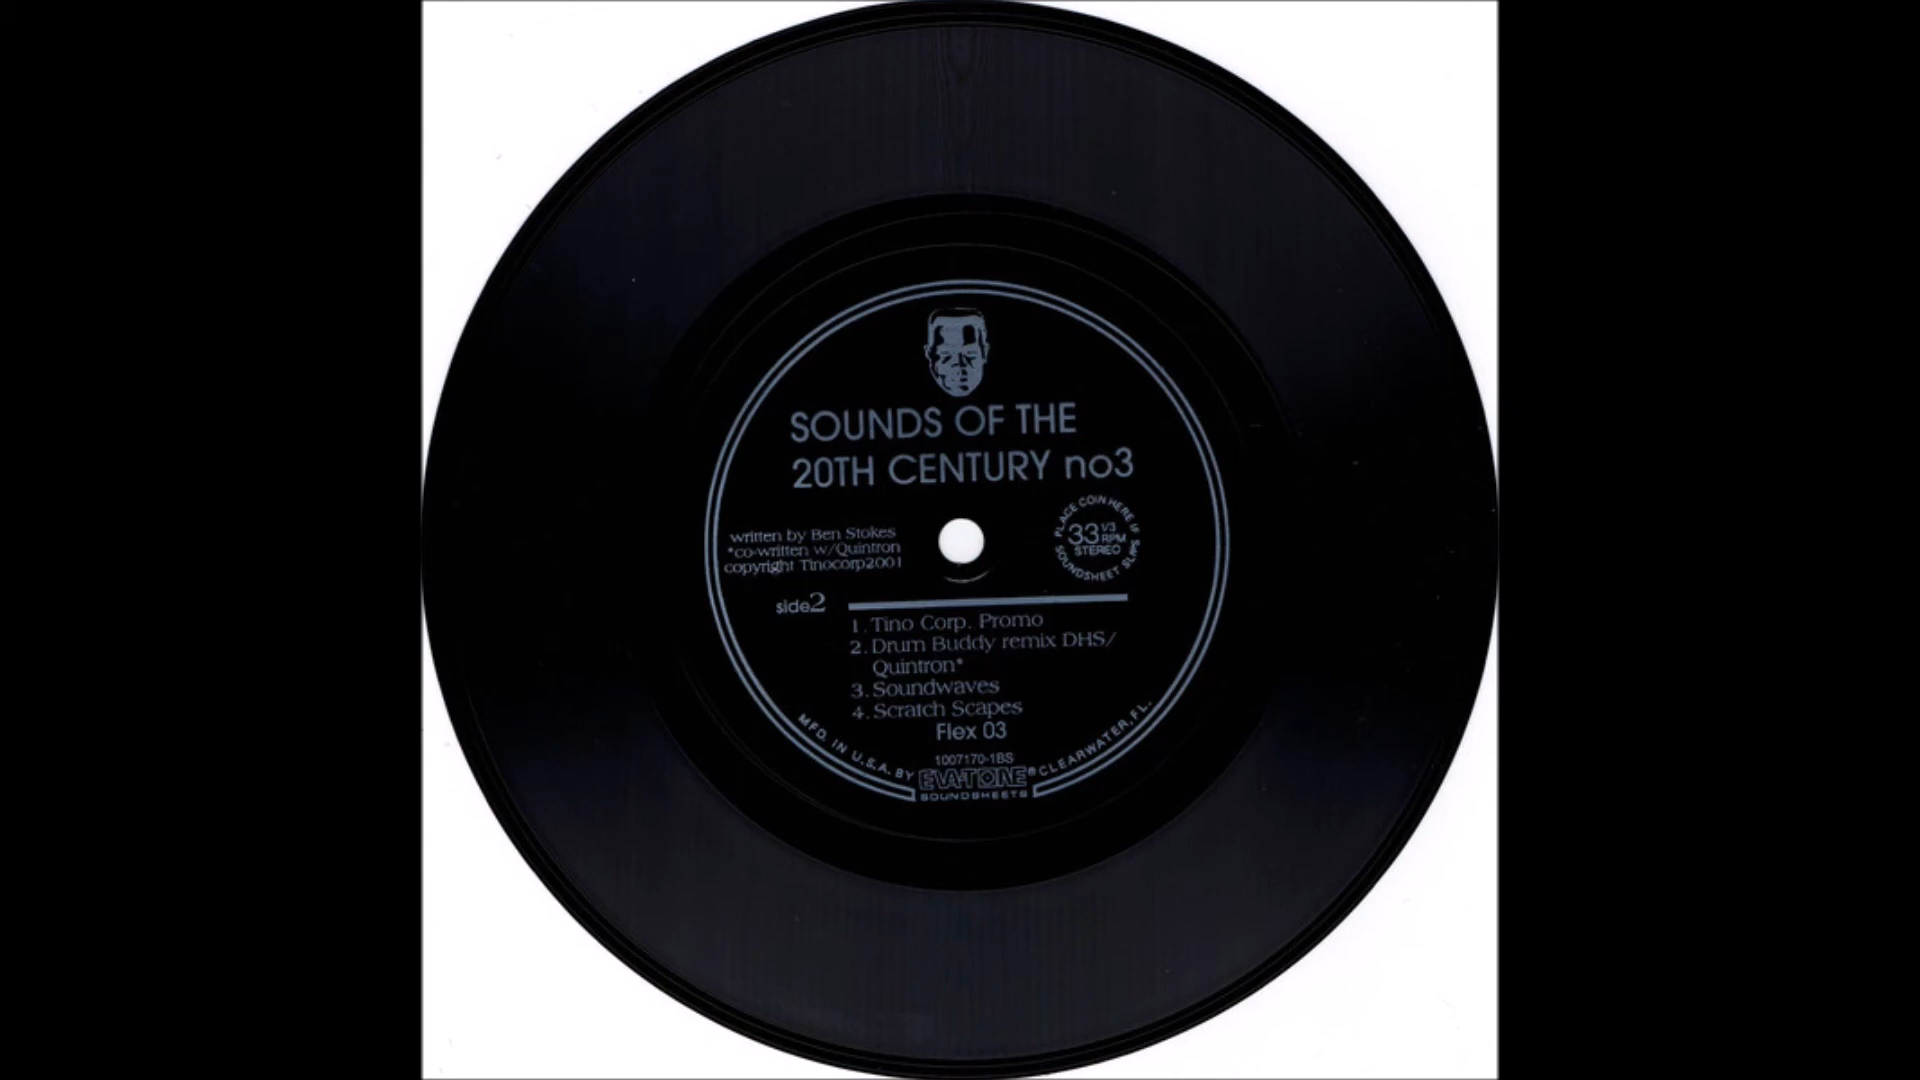 SOUNDS OF THE
20TH CENTURY no3
written by Ben Stokes
*co-written w/Quintron
copyright Tinocorp2001
PLACE COIN HERE IF SOUNDSHEET SLIPS
33 1/3 RPM
STEREO
side2
1. Tino Corp. Promo
2. Drum Buddy remix DHS/
Quintron*
3. Soundwaves
4. Scratch Scapes
Flex 03
1007170-1BS
MFD. IN U.S.A. BY EVA-TONE® CLEARWATER, FL.
SOUNDSHEETS